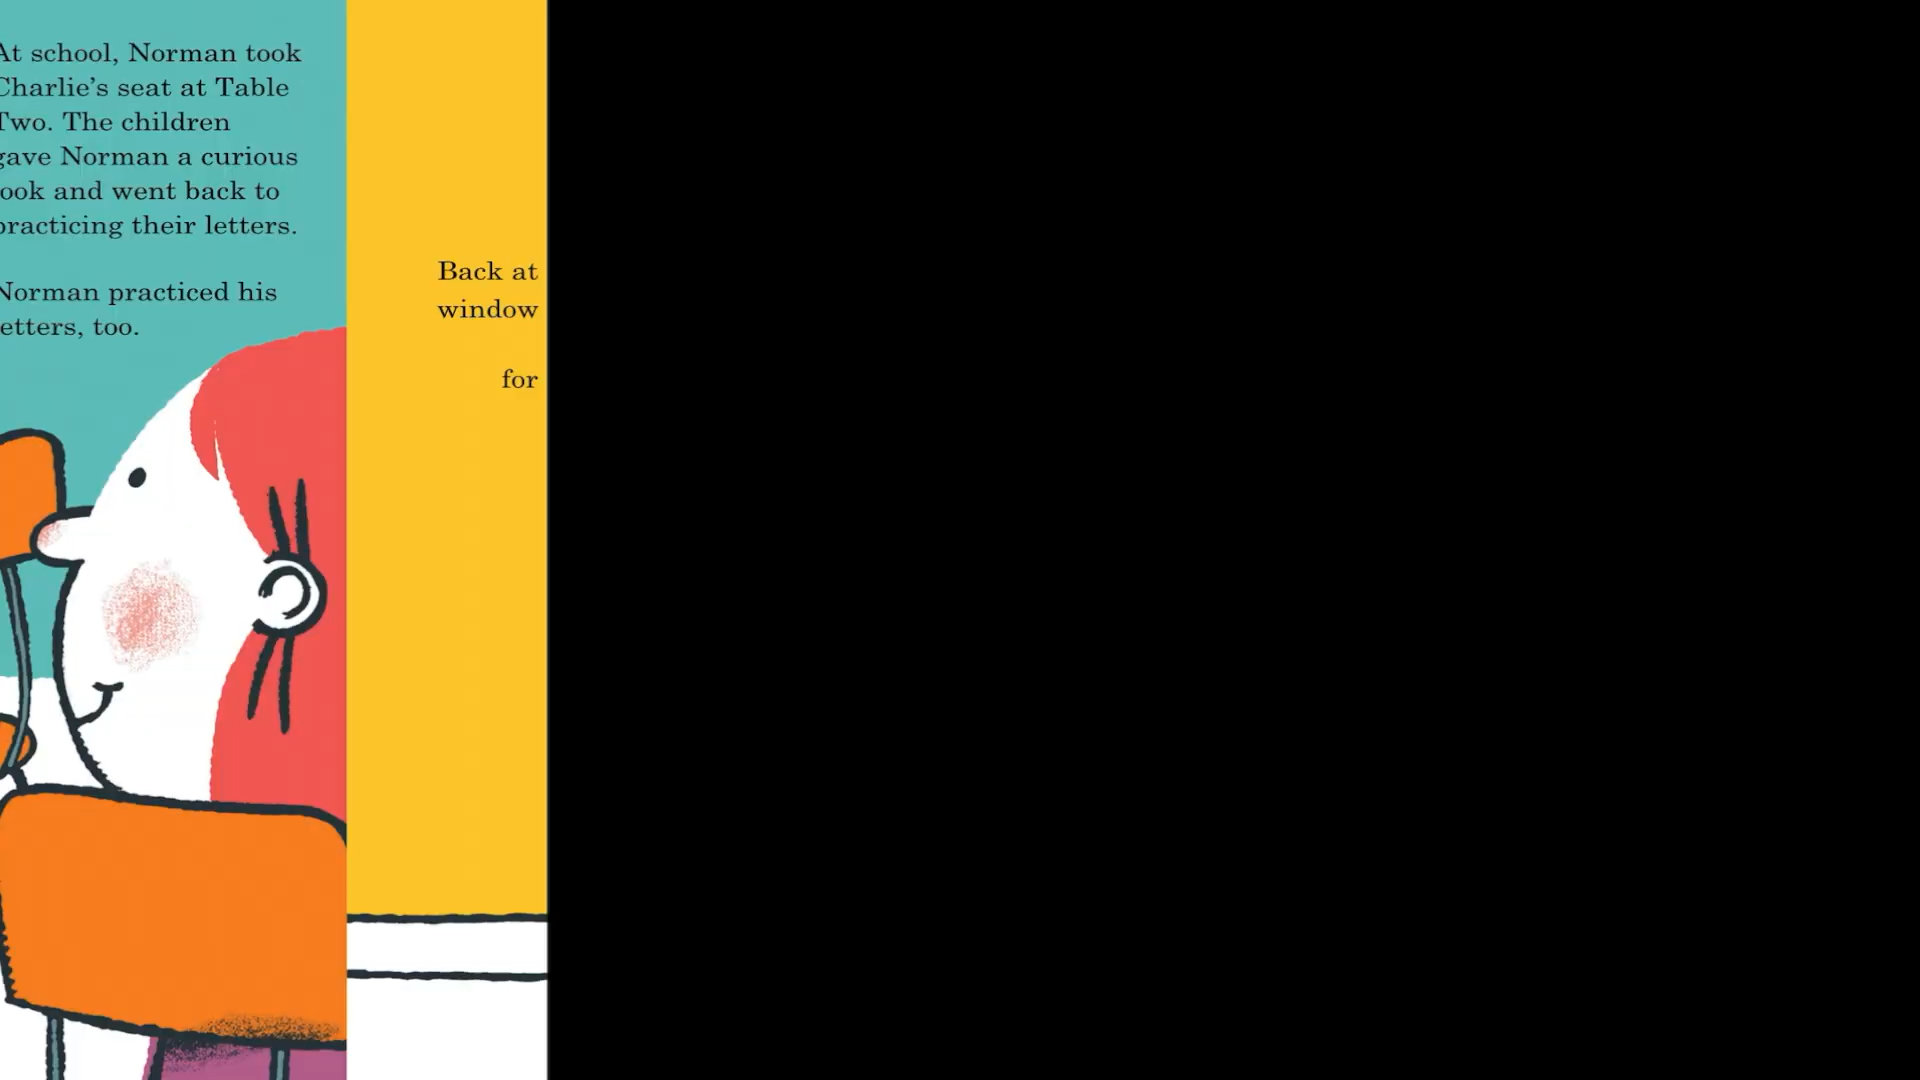 At school, Norman took
Charlie's seat at Table
Two. The children
gave Norman a curious
look and went back to
practicing their letters.
Norman practiced his
letters, too.
Back at
window
for